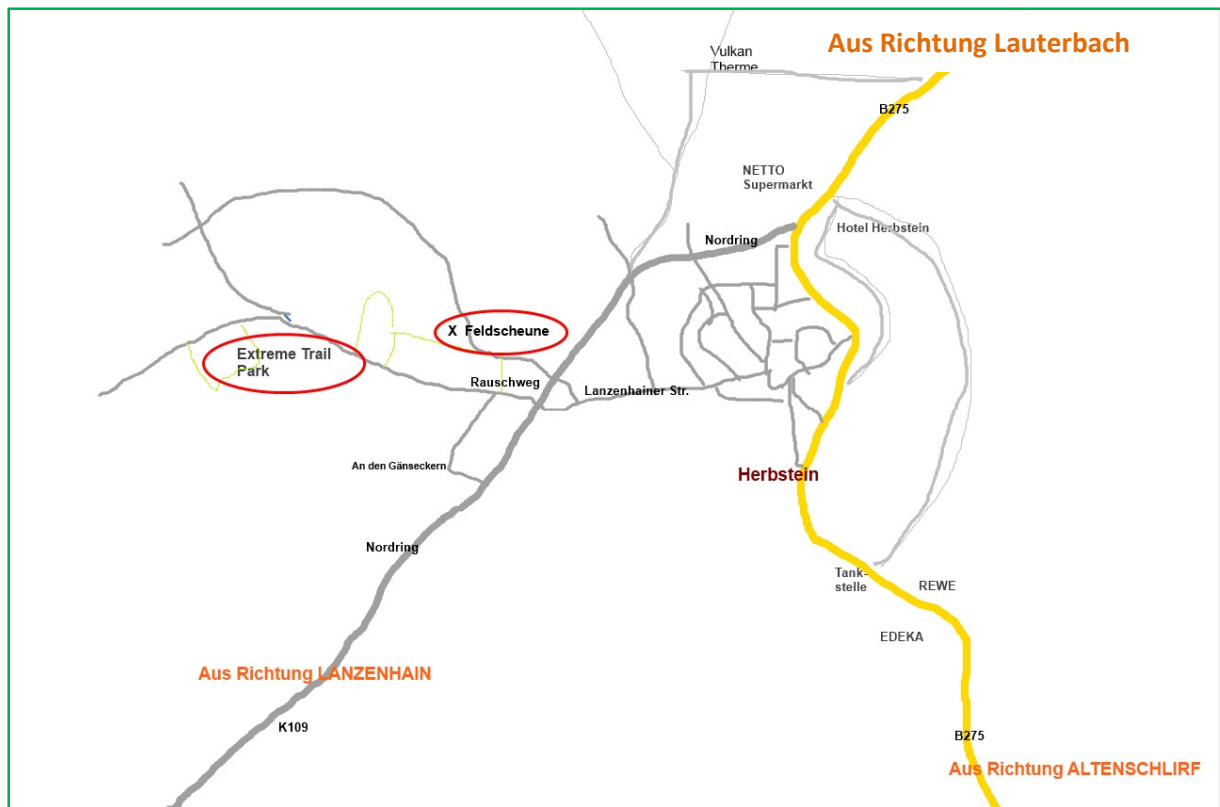 Aus Richtung Lauterbach
Vulkan
Therme
B275
NETTO
Supermarkt
Hotel Herbstein
Nordring
X Feldscheune
Extreme Trail
Park
Rauschweg
Lanzenhainer Str.
An den Gänseckern
Herbstein
Nordring
Tank-
stelle
REWE
EDEKA
Aus Richtung LANZENHAIN
K109
B275
Aus Richtung ALTENSCHLIRF